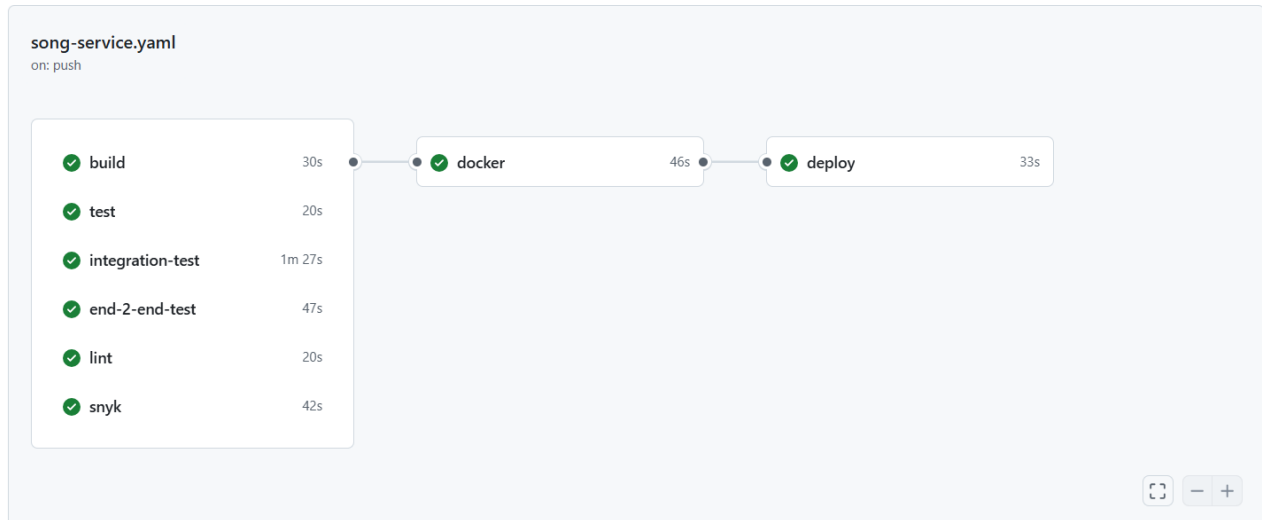 song-service.yaml
on: push
build 30s
docker 46s
deploy 33s
test 20s
integration-test 1m 27s
end-2-end-test 47s
lint 20s
snyk 42s